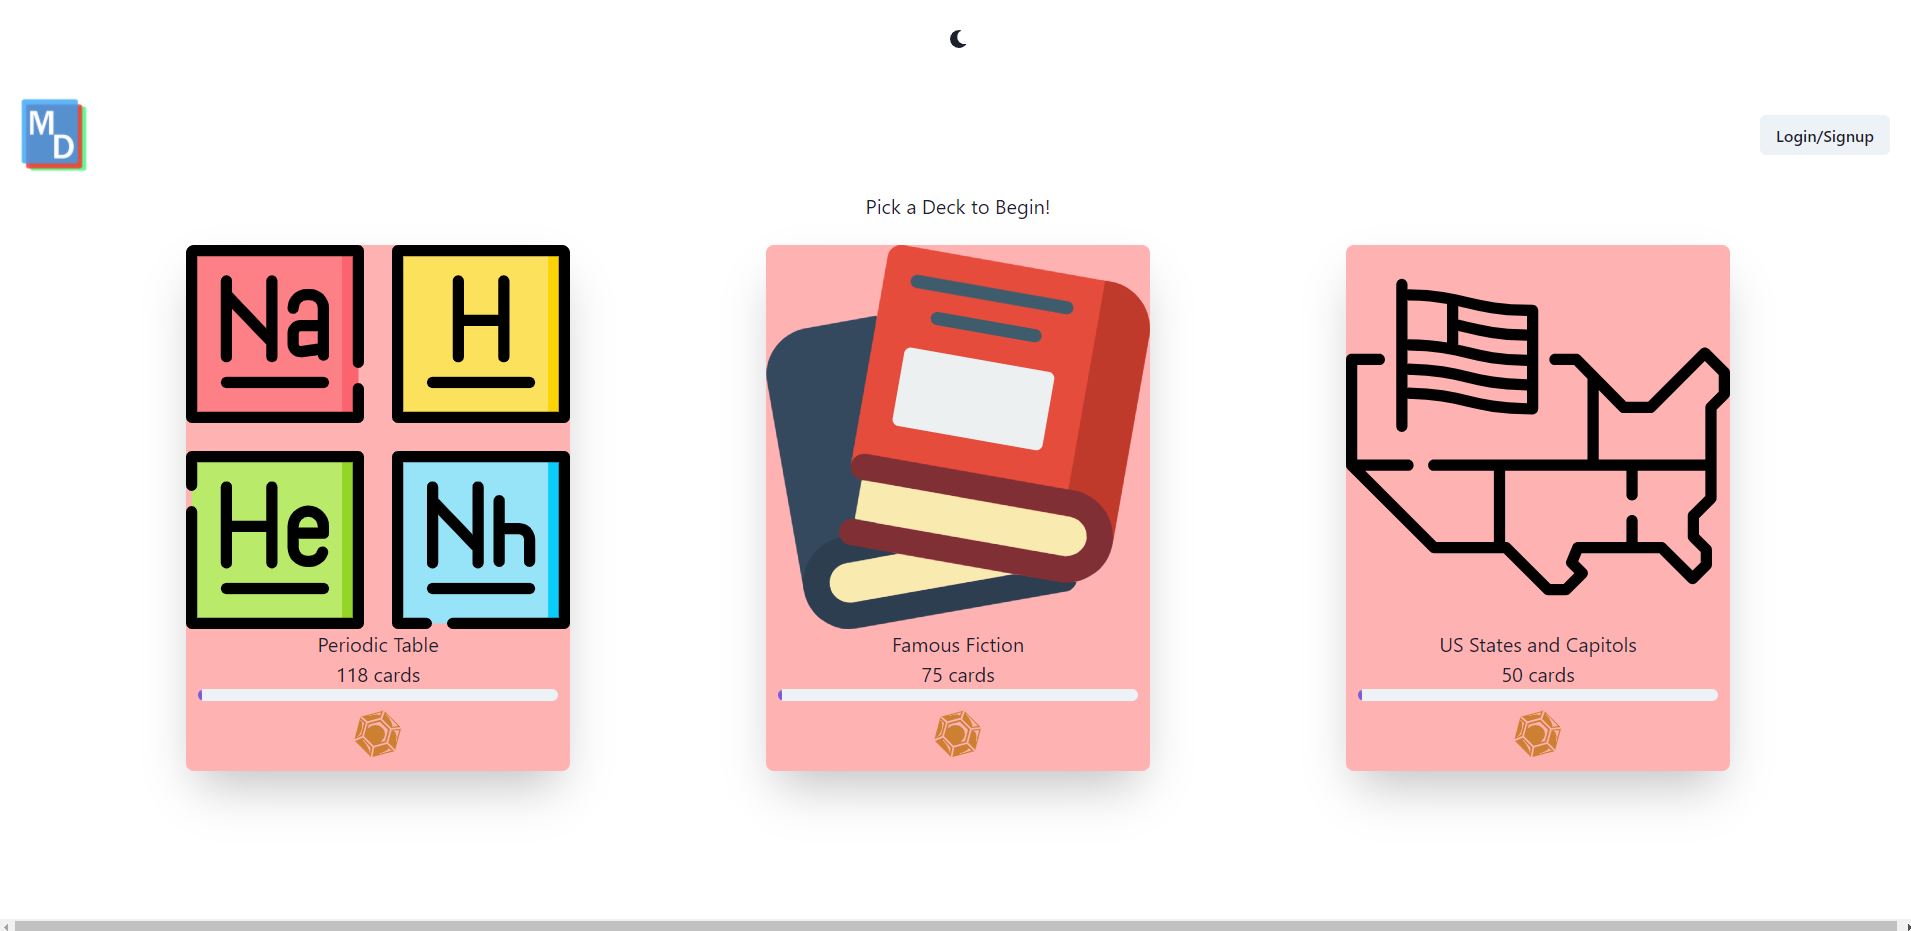 M
D
Login/Signup
Pick a Deck to Begin!
Na
H
He
Nh
Periodic Table
118 cards
Famous Fiction
75 cards
US States and Capitols
50 cards